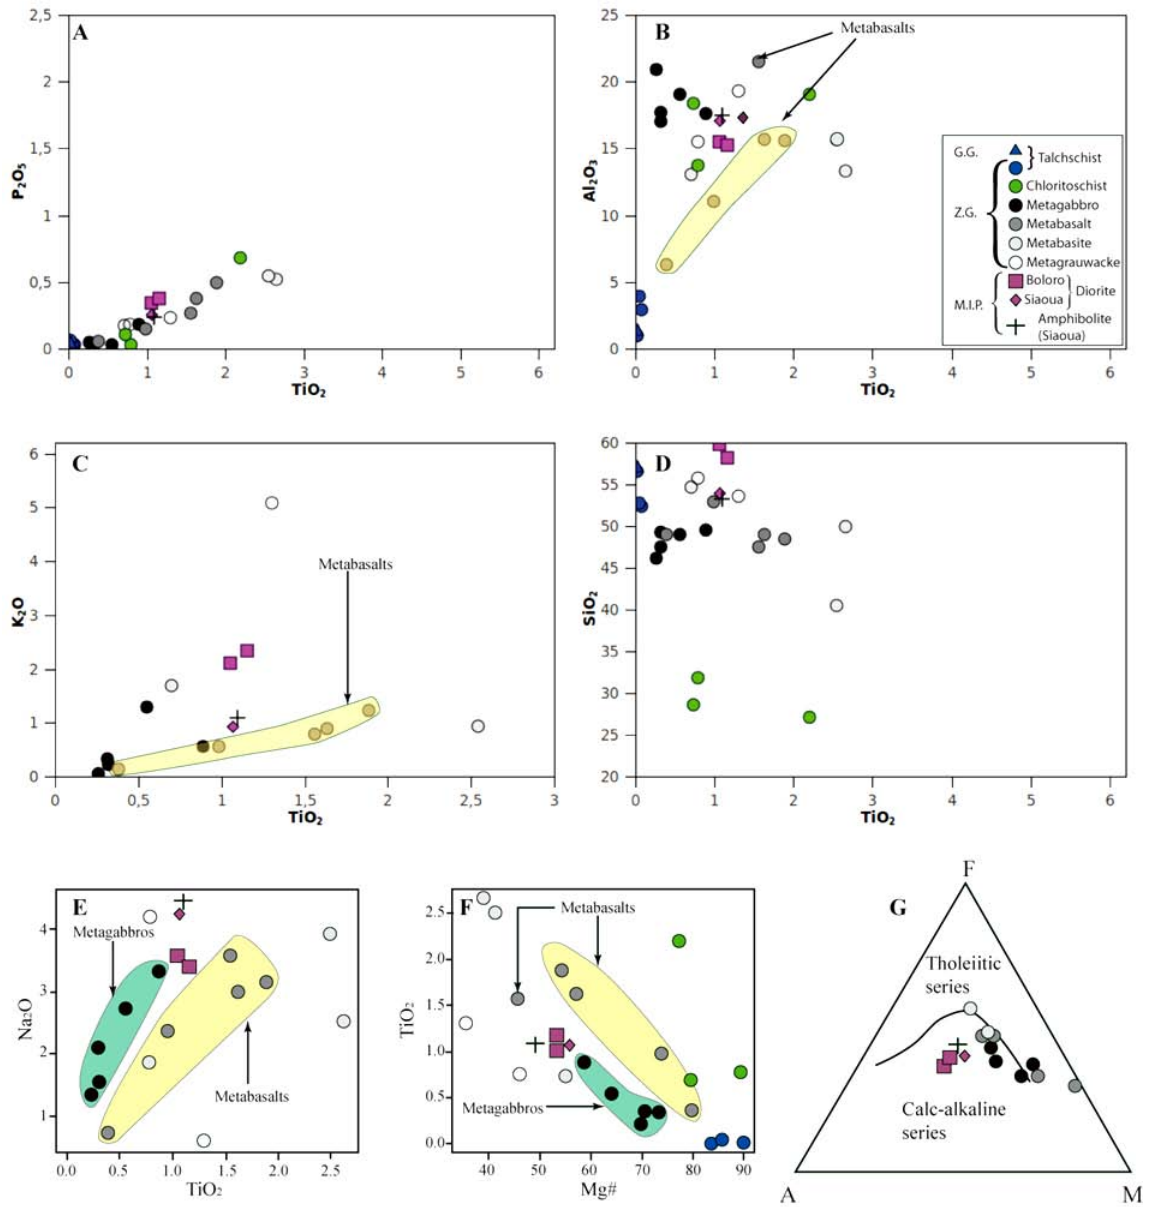 A
2,5
2
1,5
1
0,5
0
P₂O₅
0 1 2 3 4 5 6
TiO₂
B
Metabasalts
25
20
15
10
5
0
Al₂O₃
0 1 2 3 4 5 6
TiO₂
G.G.
Talchschist
Z.G.
Chloritoschist
Metagabbro
Metabasalt
Metabasite
Metagrauwacke
M.I.P.
Boloro
Siaoua
Diorite
Amphibolite
(Siaoua)
C
6
5
4
3
2
1
0
K₂O
Metabasalts
0 0,5 1 1,5 2 2,5 3
TiO₂
D
60
55
50
45
40
35
30
25
20
SiO₂
0 1 2 3 4 5 6
TiO₂
E
Metagabbros
4
3
2
1
Na₂O
Metabasalts
0.0 0.5 1.0 1.5 2.0 2.5
TiO₂
F
Metabasalts
2.5
2.0
1.5
1.0
0.5
0.0
TiO₂
Metagabbros
40 50 60 70 80 90
Mg#
G
F
Tholeiitic
series
Calc-alkaline
series
A
M